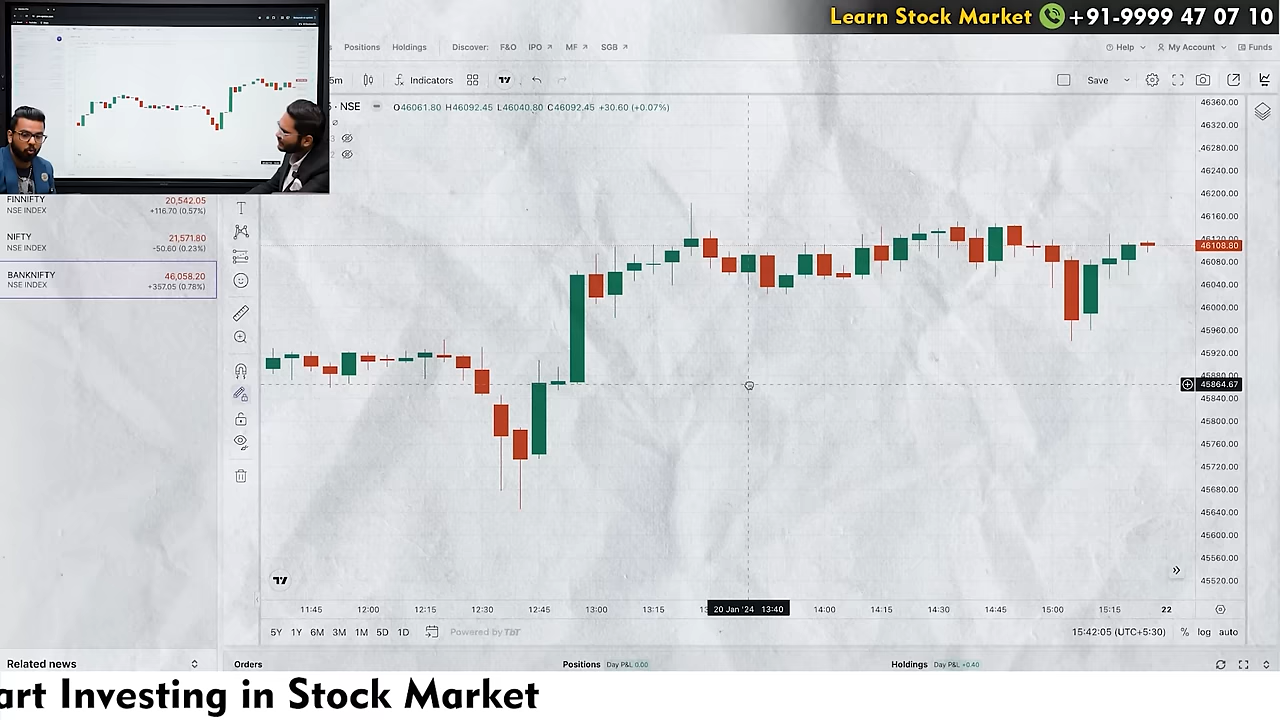 Learn Stock Market +91-9999 47 07 10
Positions Holdings Discover: F&O IPO MF SGB Help My Account Funds
5m Indicators Save
NSE O46061.80 H46092.45 L46040.80 C46092.45 +30.60 (+0.07%)
FINNIFTY 20,542.05
NSE INDEX +116.70 (0.57%)
NIFTY 21,571.80
NSE INDEX -50.60 (0.23%)
BANKNIFTY 46,058.20
NSE INDEX +357.05 (0.78%)
46360.00
46320.00
46280.00
46240.00
46200.00
46160.00
46108.80
46080.00
46040.00
46000.00
45960.00
45920.00
45864.67
45840.00
45800.00
45760.00
45720.00
45680.00
45640.00
45600.00
45560.00
45520.00
11:45 12:00 12:15 12:30 12:45 13:00 13:15 20 Jan '24 13:40 14:00 14:15 14:30 14:45 15:00 15:15 22
5Y 1Y 6M 3M 1M 5D 1D Powered by TbT 15:42:05 (UTC+5:30) % log auto
Related news Orders Positions Day P&L 0.00 Holdings Day P&L +0.40
art Investing in Stock Market